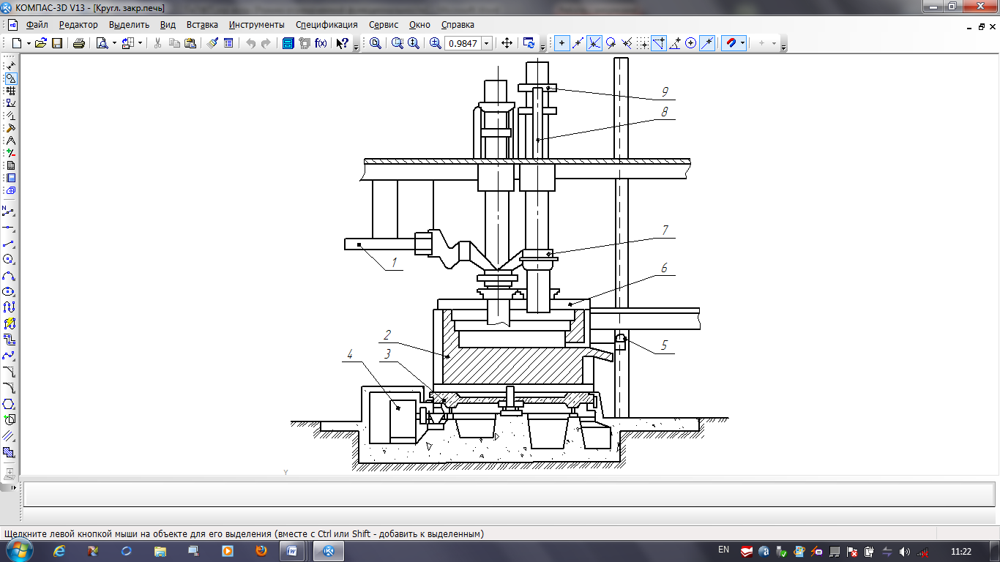 КОМПАС-3D V13 - [Кругл. закр.печь]
Файл Редактор Выделить Вид Вставка Инструменты Спецификация Сервис Окно Справка
f(x) 0.9847
N
9
8
7
1
6
2
4 3
5
Y
Щелкните левой кнопкой мыши на объекте для его выделения (вместе с Ctrl или Shift - добавить к выделенным)
EN 11:22